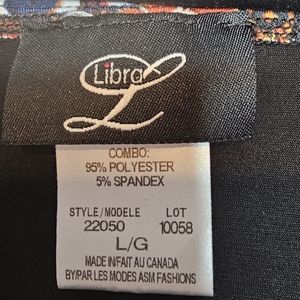 Libra
L
COMBO:
95% POLYESTER
5% SPANDEX
STYLE/MODELE LOT
22050 10058
L/G
MADE IN/FAIT AU CANADA
BY/PAR LES MODES ASM FASHIONS